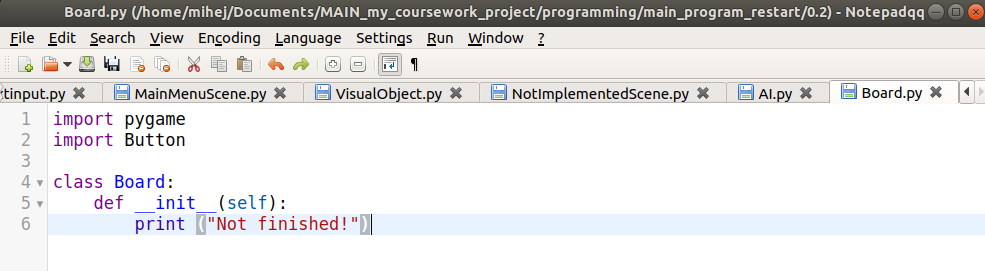 Board.py (/home/mihej/Documents/MAIN_my_coursework_project/programming/main_program_restart/0.2) - Notepadqq
File Edit Search View Encoding Language Settings Run Window ?
tinput.py MainMenuScene.py VisualObject.py NotImplementedScene.py AI.py Board.py
1 import pygame
2 import Button
3
4 class Board:
5 def __init__(self):
6 print ("Not finished!")